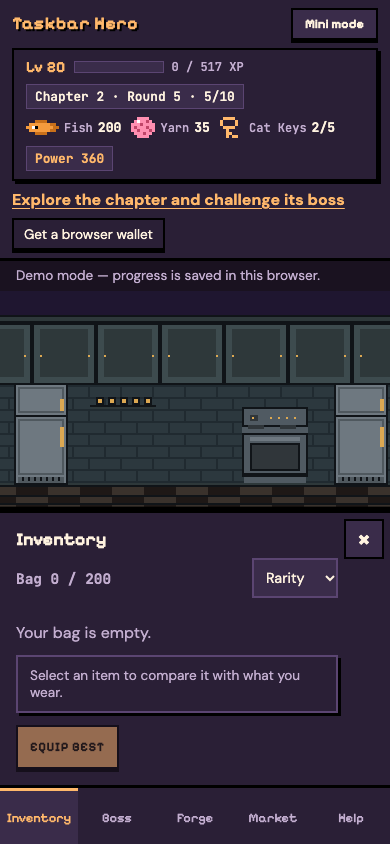 Taskbar Hero
Mini mode
Lv 80 0 / 517 XP
Chapter 2 · Round 5 · 5/10
Fish 200 Yarn 35 Cat Keys 2/5
Power 360
Explore the chapter and challenge its boss
Get a browser wallet
Demo mode — progress is saved in this browser.
Inventory
✖
Bag 0 / 200
Rarity
Your bag is empty.
Select an item to compare it with what you
wear.
EQUIP BEST
Inventory Boss Forge Market Help